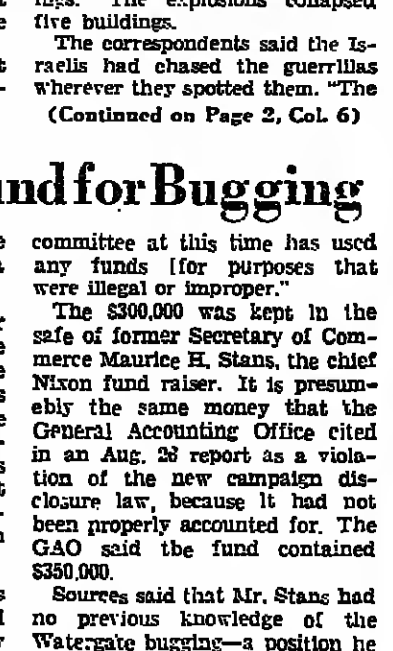 five buildings.
The correspondents said the Is-
raelis had chased the guerrillas
wherever they spotted them. "The
(Continued on Page 2, Col. 6)
nd for Bugging
committee at this time has used
any funds [for purposes that
were illegal or improper."
The $300,000 was kept in the
safe of former Secretary of Com-
merce Maurice H. Stans, the chief
Nixon fund raiser. It is presum-
ebly the same money that the
General Accounting Office cited
in an Aug. 26 report as a viola-
tion of the new campaign dis-
closure law, because it had not
been properly accounted for. The
GAO said tbe fund contained
$350,000.
Sources said that Mr. Stans had
no previous knowledge of the
Watergate bugging—a position he